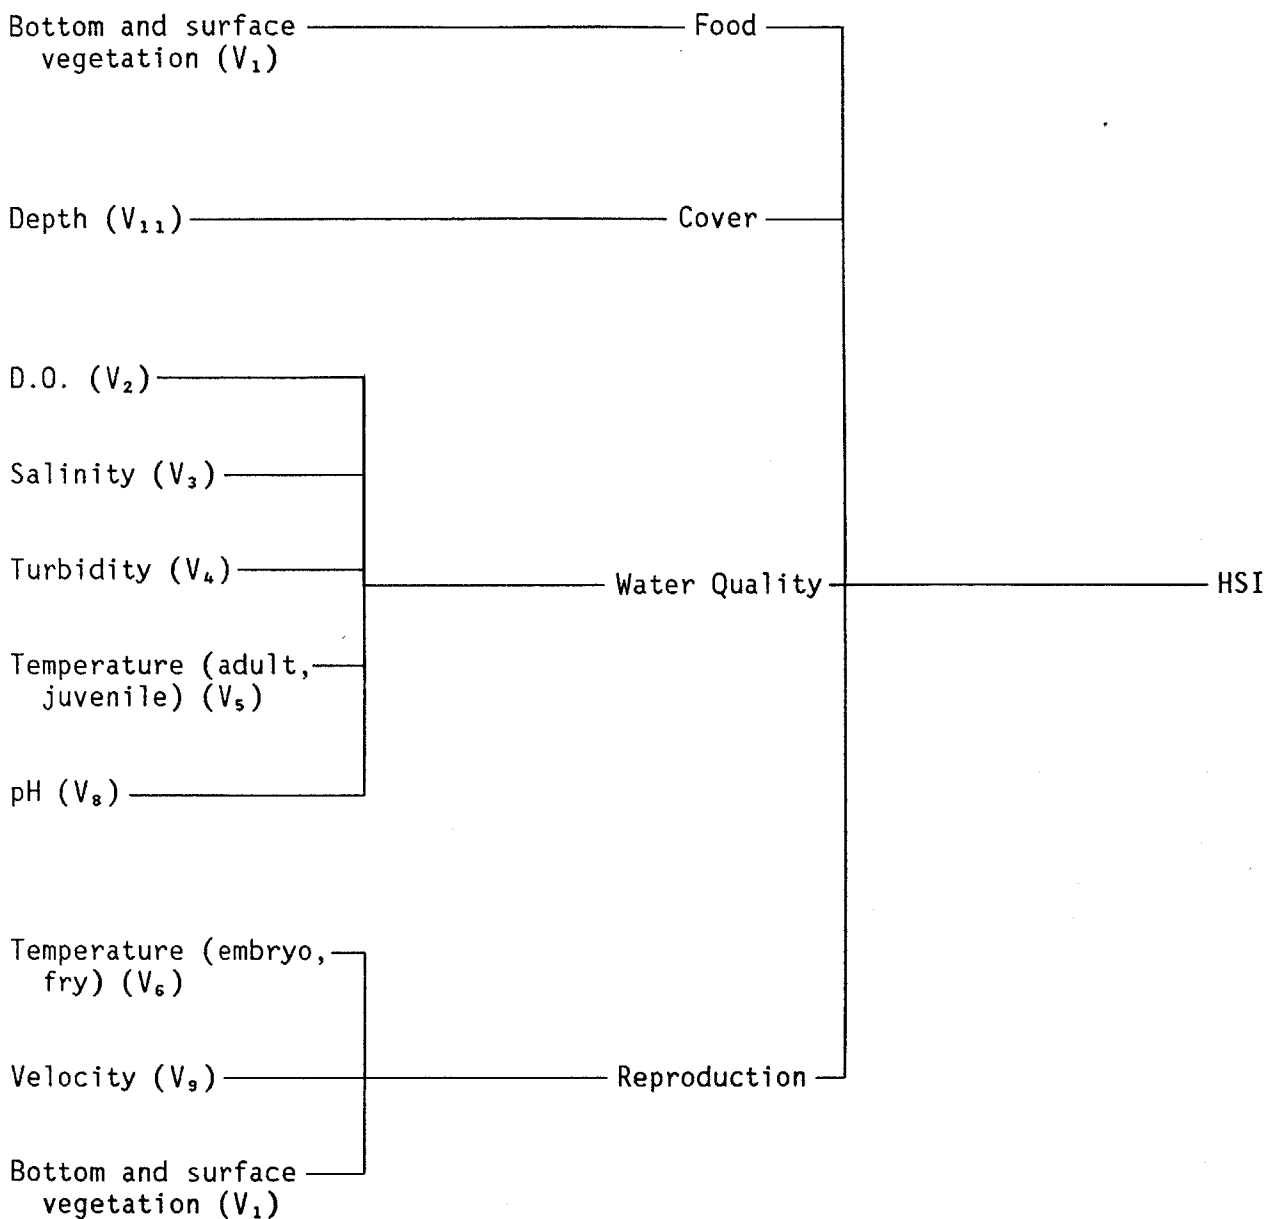 Bottom and surface vegetation (V₁)
Food
Depth (V₁₁)
Cover
D.O. (V₂)
Salinity (V₃)
Turbidity (V₄)
Temperature (adult, juvenile) (V₅)
pH (V₈)
Water Quality
HSI
Temperature (embryo, fry) (V₆)
Velocity (V₉)
Reproduction
Bottom and surface vegetation (V₁)